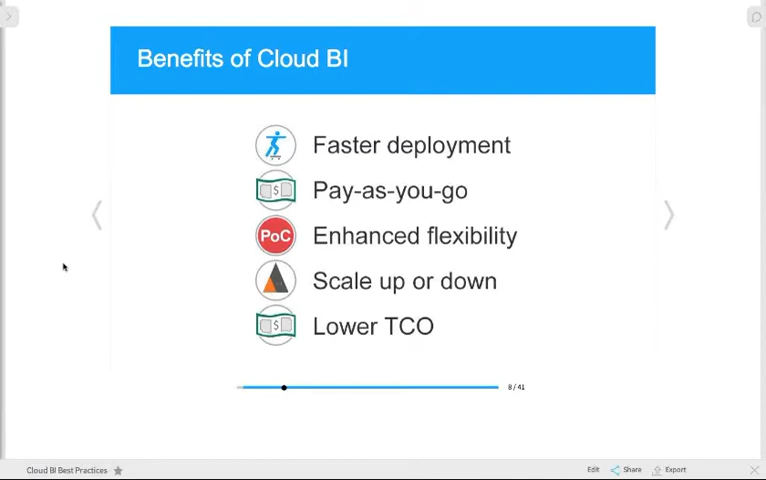 Benefits of Cloud BI
Faster deployment
$
Pay-as-you-go
PoC
Enhanced flexibility
Scale up or down
$
Lower TCO
8 / 41
Cloud BI Best Practices
Edit
Share
Export